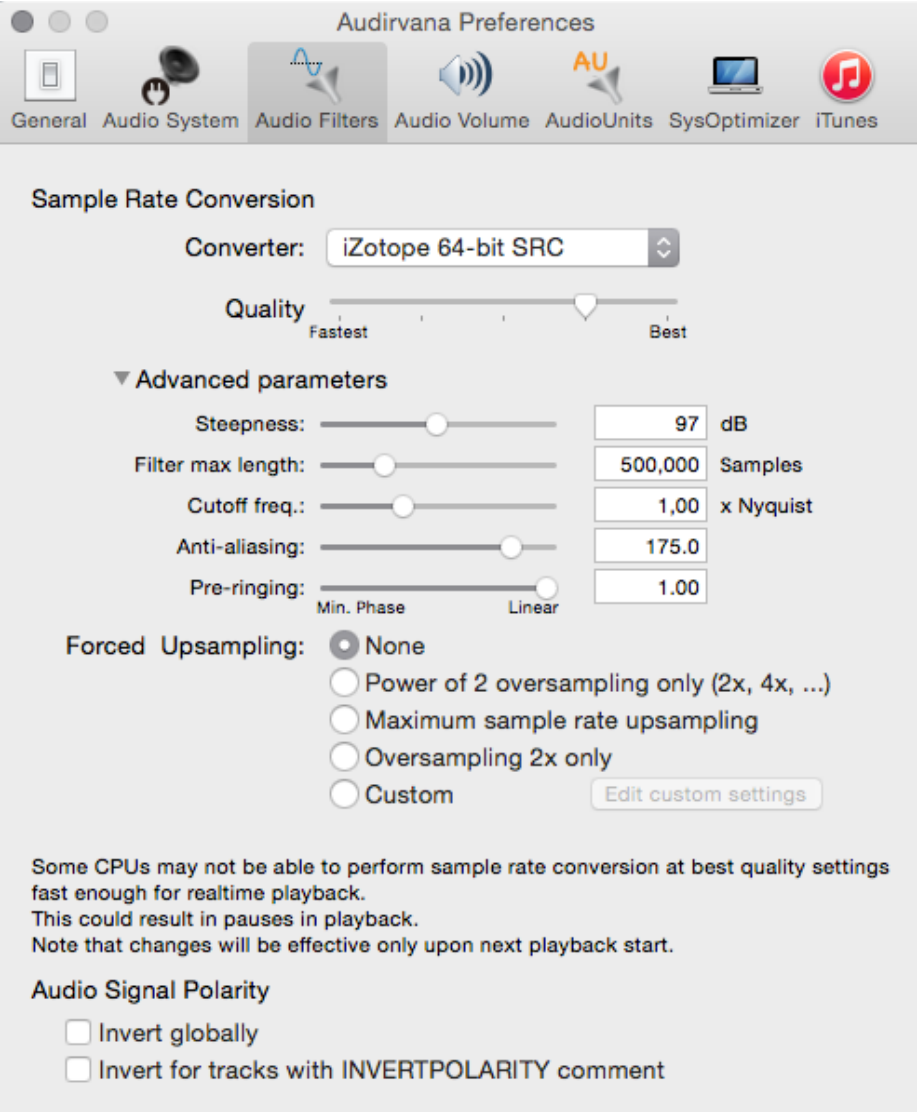 Audirvana Preferences
AU
General Audio System Audio Filters Audio Volume AudioUnits SysOptimizer iTunes
Sample Rate Conversion
Converter: iZotope 64-bit SRC
Quality
Fastest Best
Advanced parameters
Steepness: 97 dB
Filter max length: 500,000 Samples
Cutoff freq.: 1,00 x Nyquist
Anti-aliasing: 175.0
Pre-ringing: 1.00
Min. Phase Linear
Forced Upsampling: None
Power of 2 oversampling only (2x, 4x, ...)
Maximum sample rate upsampling
Oversampling 2x only
Custom Edit custom settings
Some CPUs may not be able to perform sample rate conversion at best quality settings
fast enough for realtime playback.
This could result in pauses in playback.
Note that changes will be effective only upon next playback start.
Audio Signal Polarity
Invert globally
Invert for tracks with INVERTPOLARITY comment